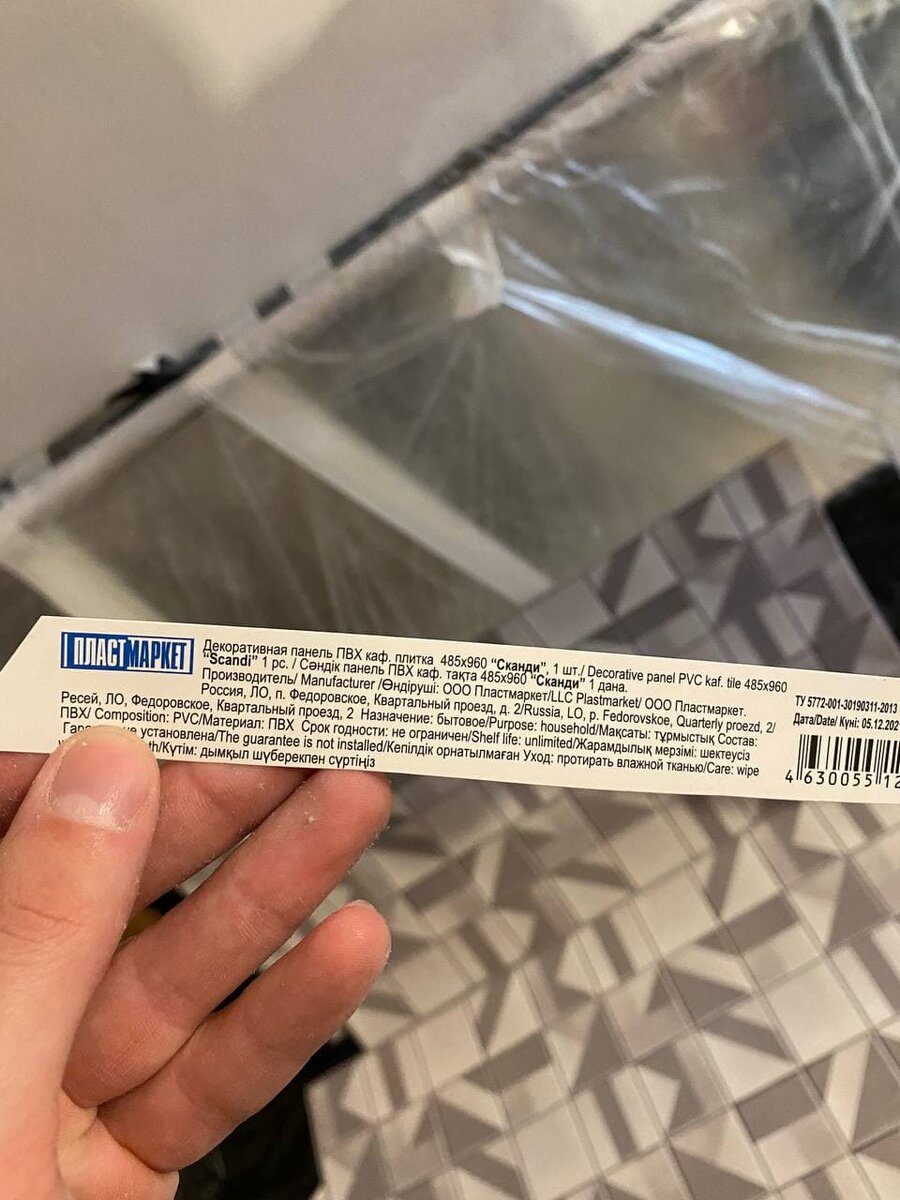 ПЛАСТМАРКЕТ
Декоративная панель ПВХ каф. плитка 485х960 "Сканди", 1 шт./ Decorative panel PVC kaf. tile 485x960
"Scandi" 1 pc. / Сәндік панель ПВХ каф. тақта 485х960 "Сканди" 1 дана.
Производитель/ Manufacturer /Өндіруші: ООО Пластмаркет/LLC Plastmarket/ ООО Пластмаркет.
Россия, ЛО, п. Федоровское, Квартальный проезд, д. 2/Russia, LO, p. Fedorovskoe, Quarterly proezd, 2/
Ресей, ЛО, Федоровское, Квартальный проезд, 2 Назначение: бытовое/Purpose: household/Мақсаты: тұрмыстық Состав:
ПВХ/ Composition: PVC/Материал: ПВХ Срок годности: не ограничен/Shelf life: unlimited/Жарамдылық мерзімі: шектеусіз
установлена/The guarantee is not installed/Кепілдік орнатылмаған Уход: протирать влажной тканью/Care: wipe
Күтім: дымқыл шүберекпен сүртіңіз
ТУ 5772-001-30190311-2013
Дата/Date/ Күні: 05.12.202
4 630055 12